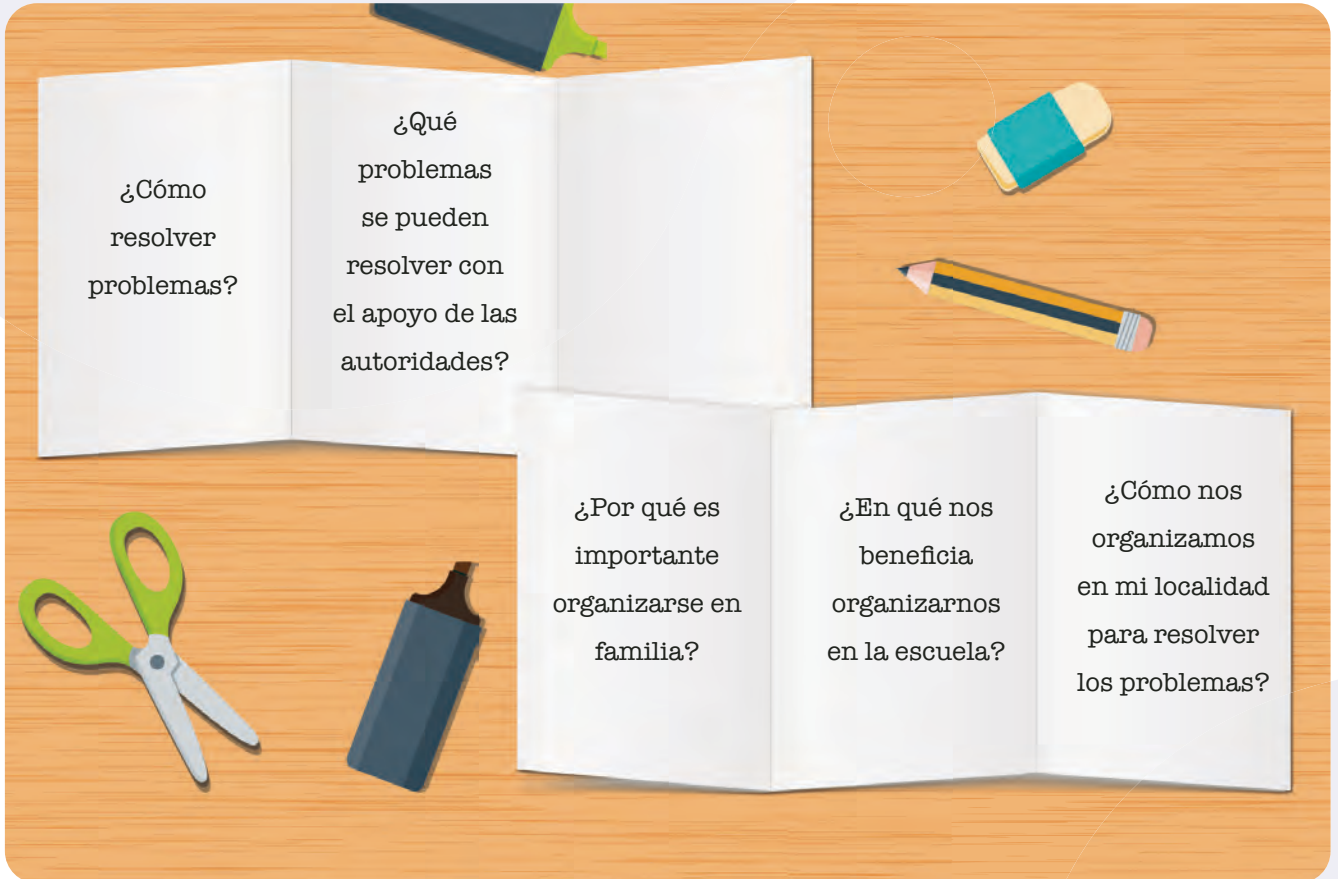 ¿Cómo
resolver
problemas?
¿Qué
problemas
se pueden
resolver con
el apoyo de las
autoridades?
¿Por qué es
importante
organizarse en
familia?
¿En qué nos
beneficia
organizarnos
en la escuela?
¿Cómo nos
organizamos
en mi localidad
para resolver
los problemas?